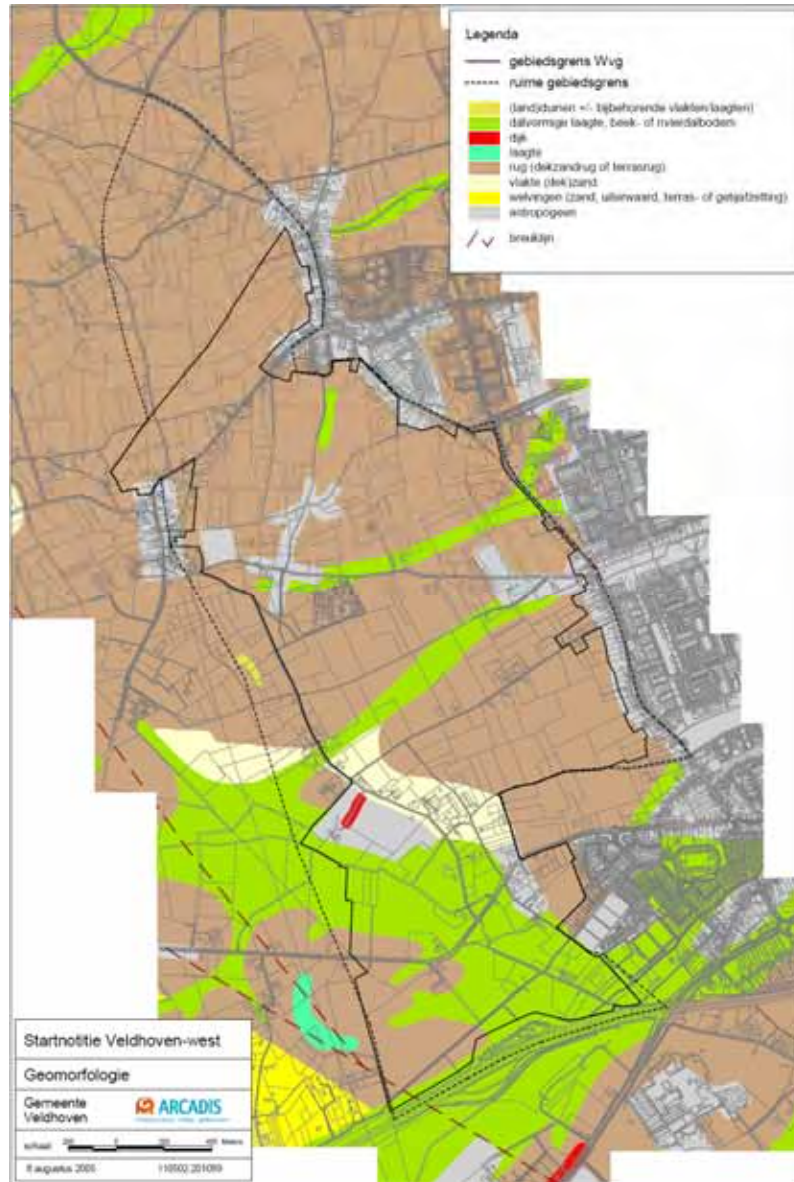 Legenda
gebiedsgrens Wvg
ruime gebiedsgrens
(land)duinen +/- bijbehorende vlakten/laagten)
dalvormige laagte, beek- of rivierdalbodem
dijk
laagte
rug (dekzandrug of terrasrug)
vlakte (dek)zand
welvingen (zand, uiterwaard, terras- of getijafzetting)
antropogeen
breuklijn
Startnotitie Veldhoven-west
Geomorfologie
Gemeente
Veldhoven
ARCADIS
schaal
Meters
8 augustus 2005